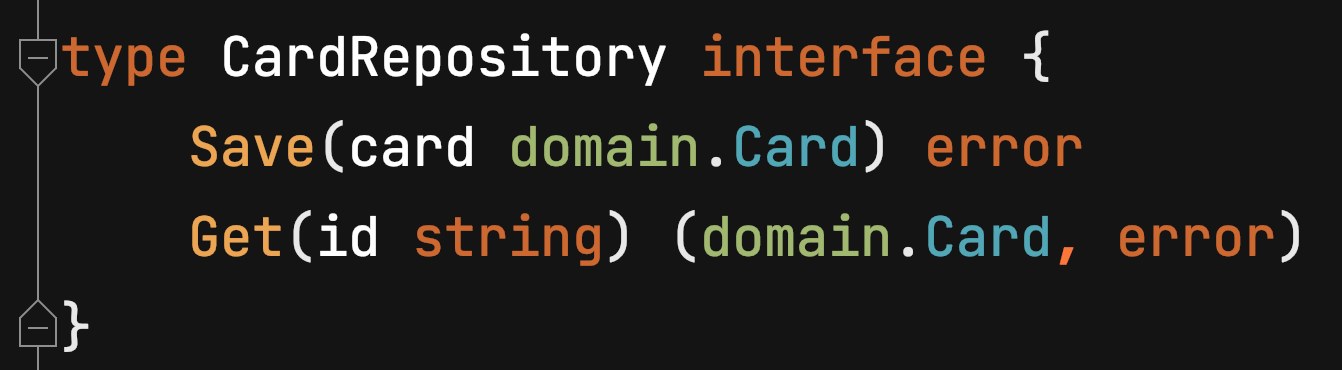 type CardRepository interface {
    Save(card domain.Card) error
    Get(id string) (domain.Card, error)
}